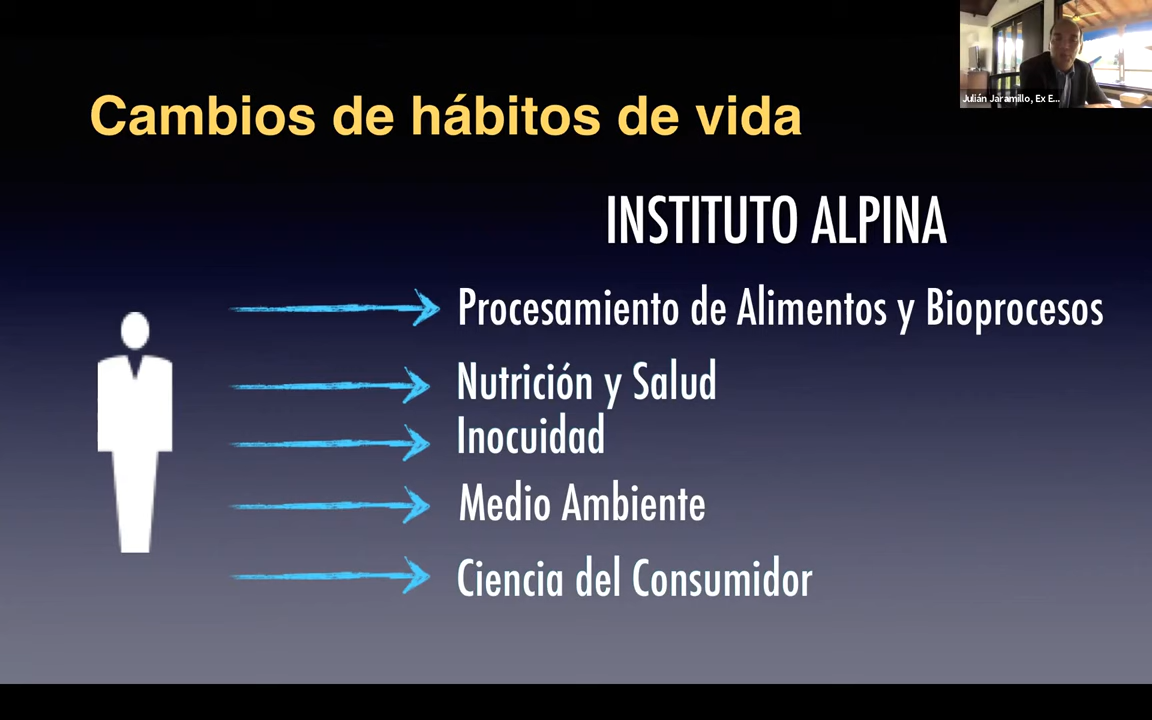 Julián Jaramillo, Ex E...
Cambios de hábitos de vida
INSTITUTO ALPINA
Procesamiento de Alimentos y Bioprocesos
Nutrición y Salud
Inocuidad
Medio Ambiente
Ciencia del Consumidor